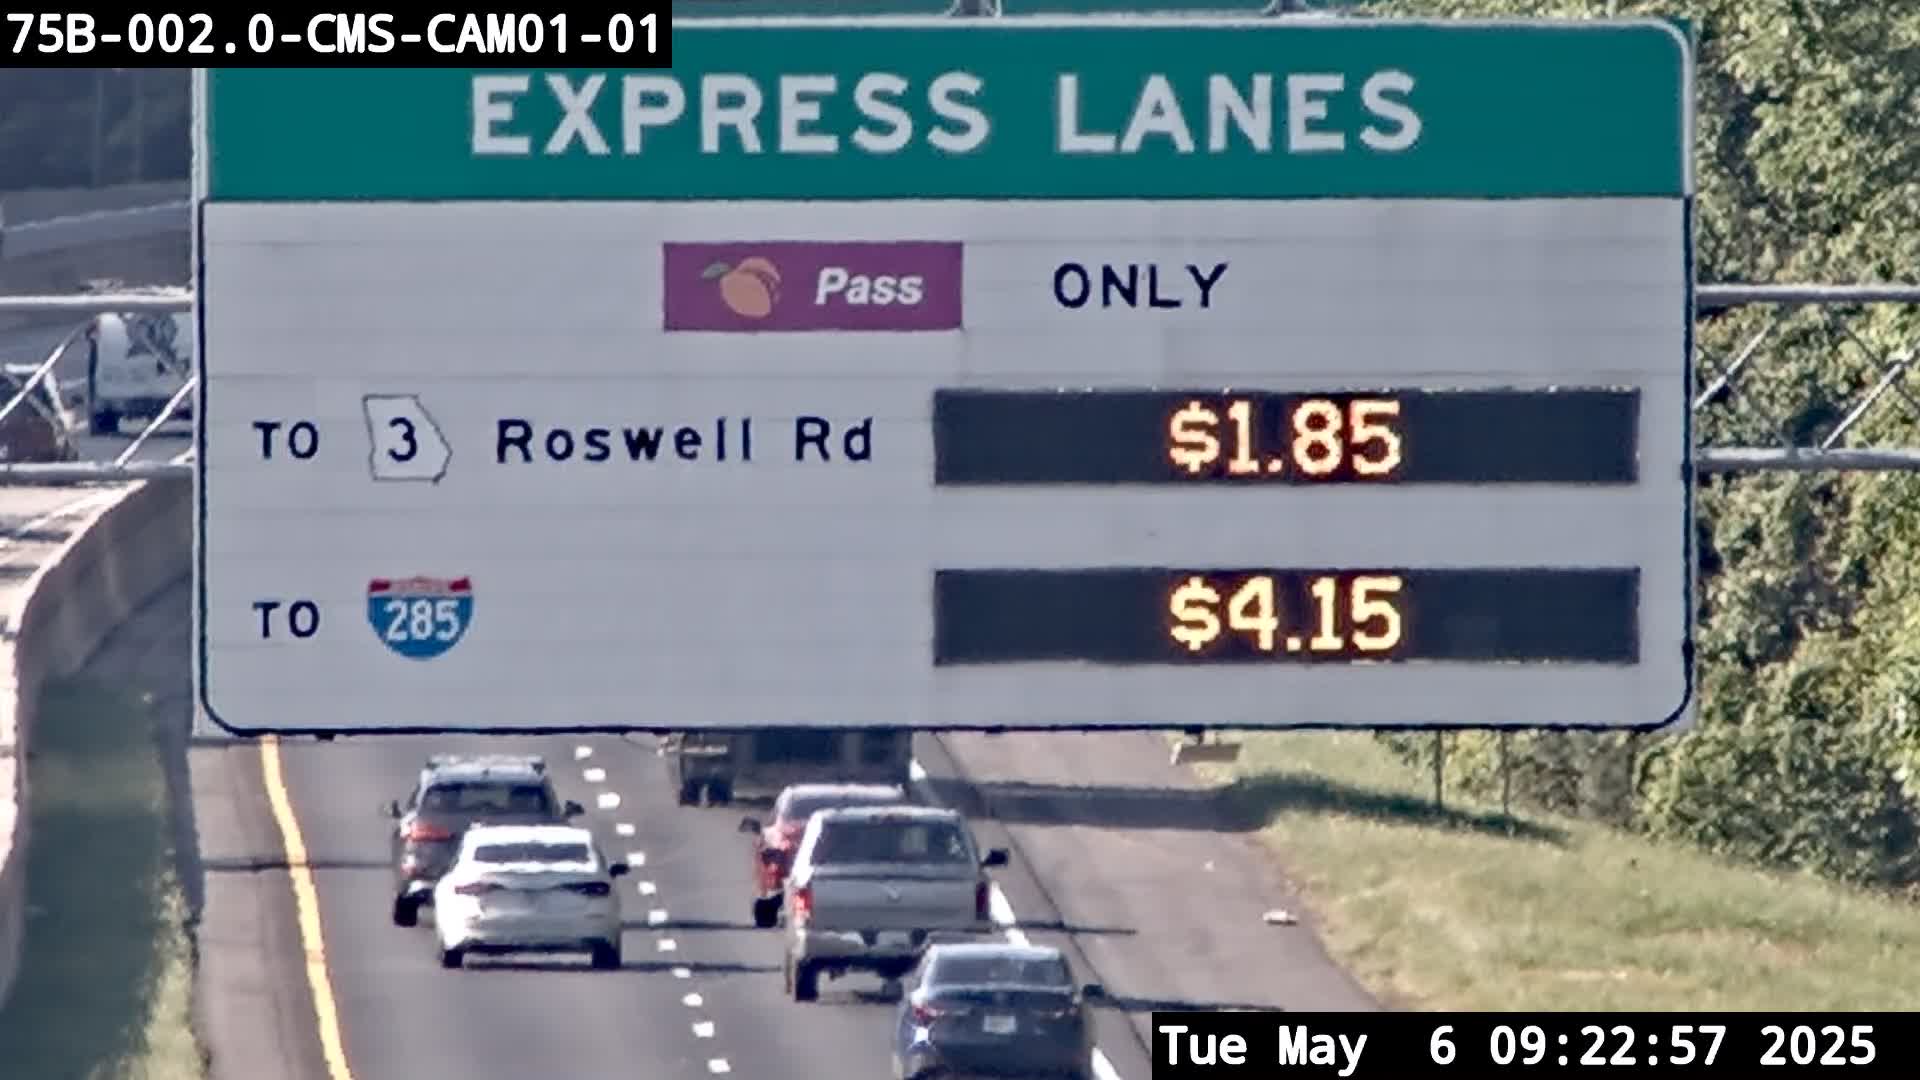 75B-002.0-CMS-CAM01-01
EXPRESS LANES
Pass ONLY
TO 3 Roswell Rd $1.85
TO 285 $4.15
Tue May 6 09:22:57 2025